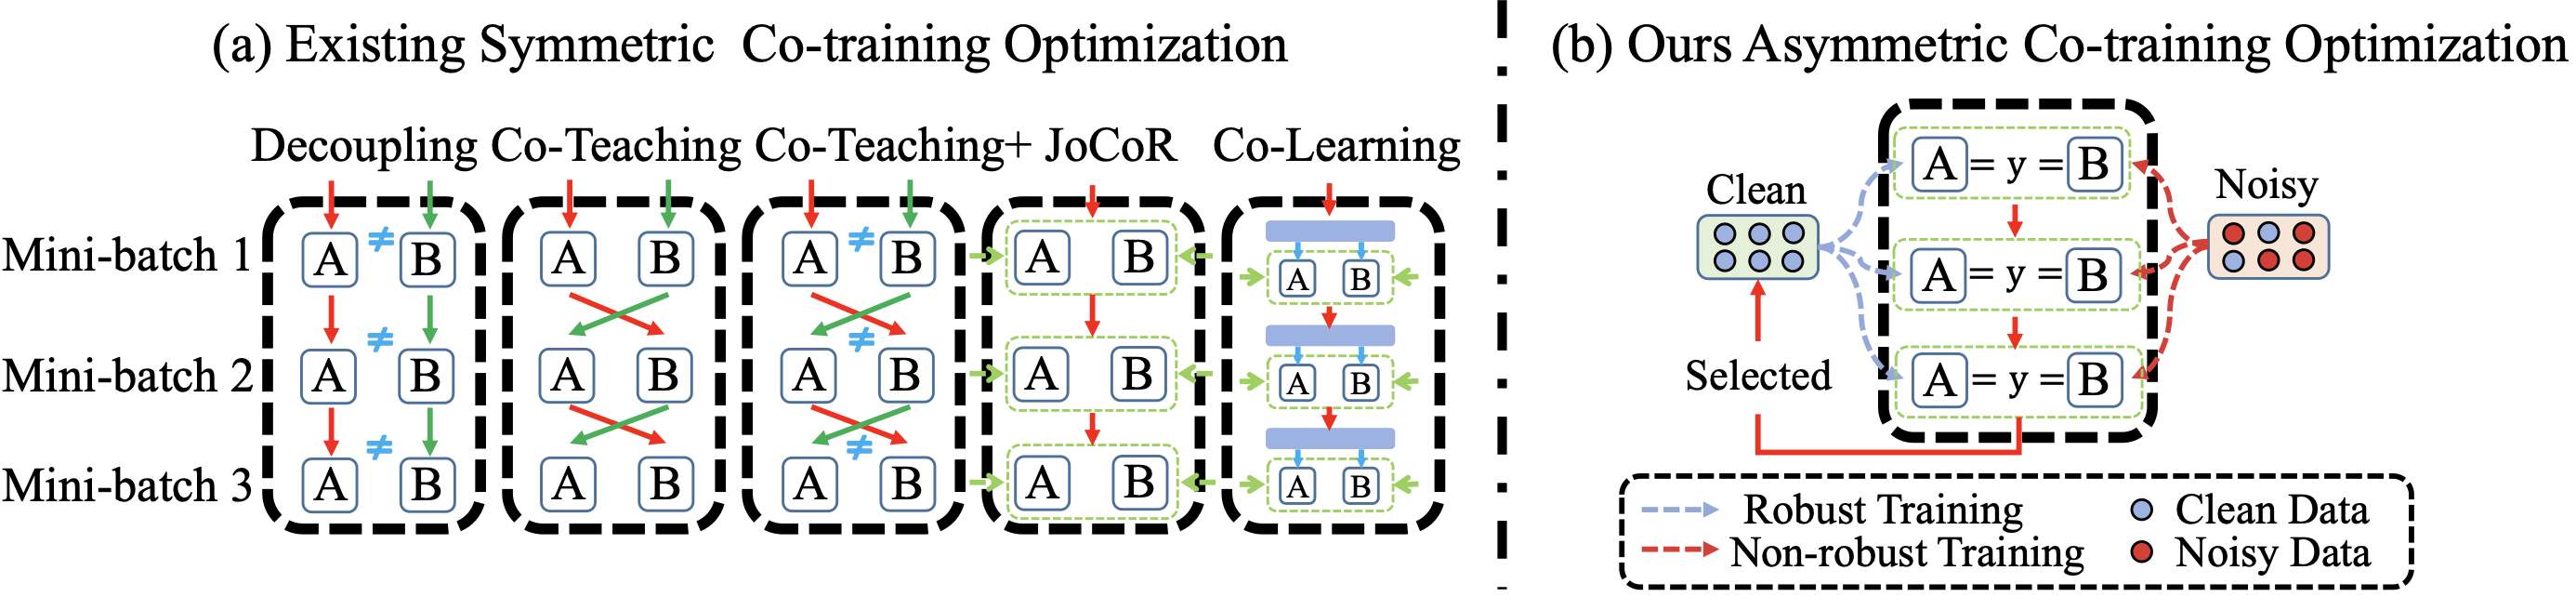 (a) Existing Symmetric Co-training Optimization
Decoupling Co-Teaching Co-Teaching+ JoCoR Co-Learning
Mini-batch 1 A ≠ B A B A ≠ B A B A B
≠ ≠
Mini-batch 2 A B A B A B A B A B
≠ ≠
Mini-batch 3 A B A B A B A B A B
(b) Ours Asymmetric Co-training Optimization
A = y = B
Clean
Noisy
A = y = B
Selected
A = y = B
Robust Training
Clean Data
Non-robust Training
Noisy Data